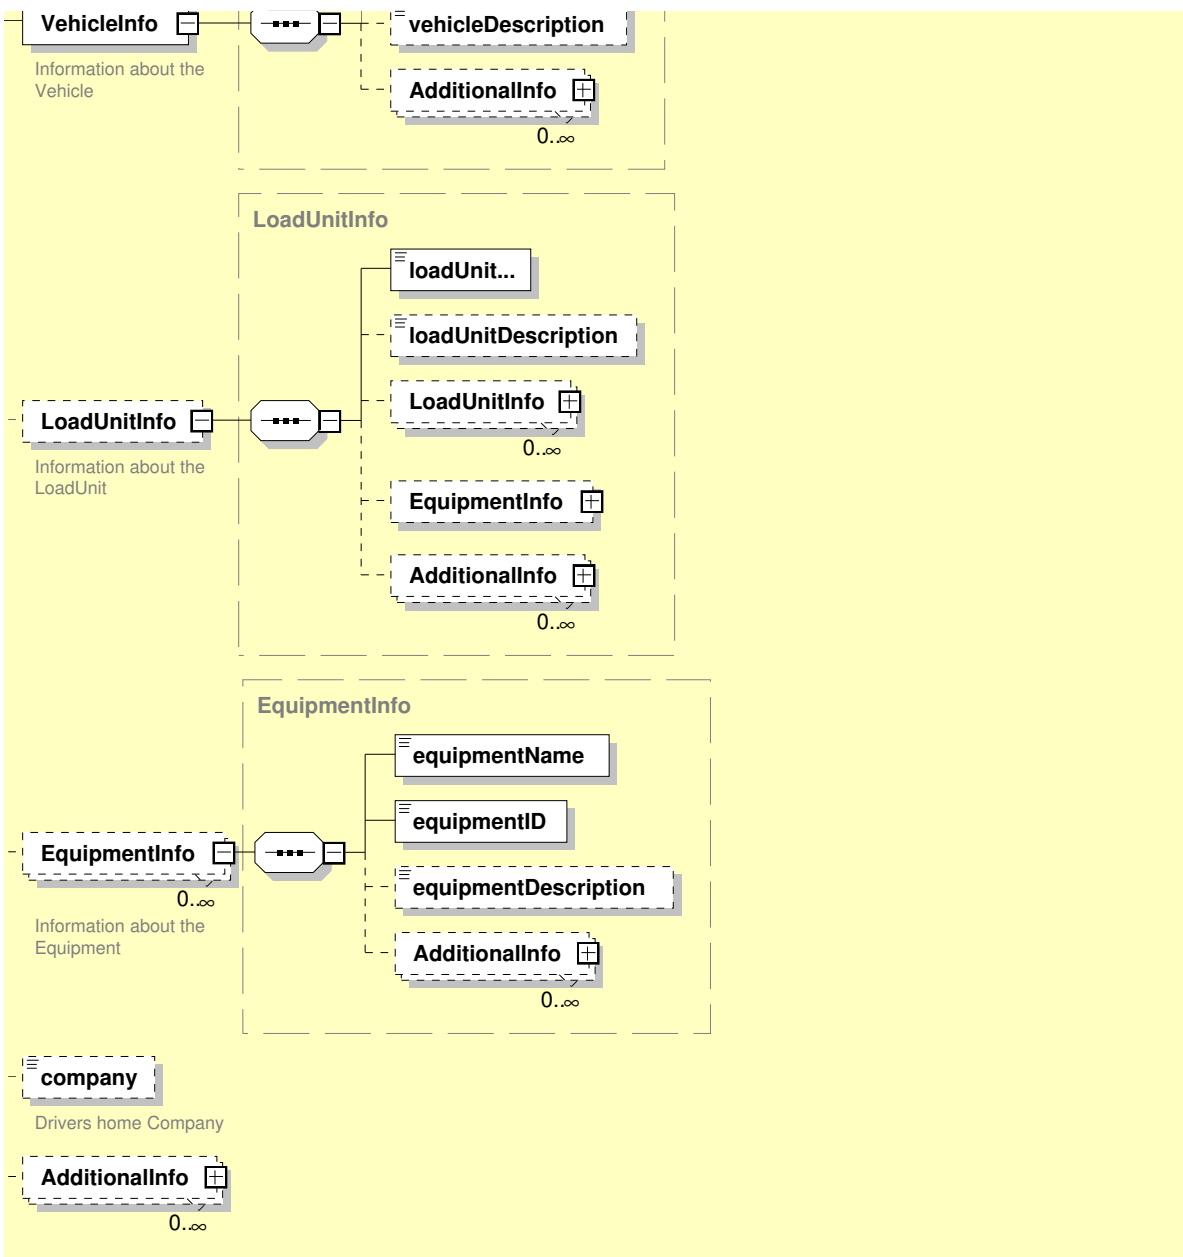 VehicleInfo
vehicleDescription
Information about the
Vehicle
AdditionalInfo
0..∞
LoadUnitInfo
loadUnit...
loadUnitDescription
LoadUnitInfo
0..∞
LoadUnitInfo
Information about the
LoadUnit
EquipmentInfo
AdditionalInfo
0..∞
EquipmentInfo
equipmentName
equipmentID
EquipmentInfo
0..∞
Information about the
Equipment
equipmentDescription
AdditionalInfo
0..∞
company
Drivers home Company
AdditionalInfo
0..∞